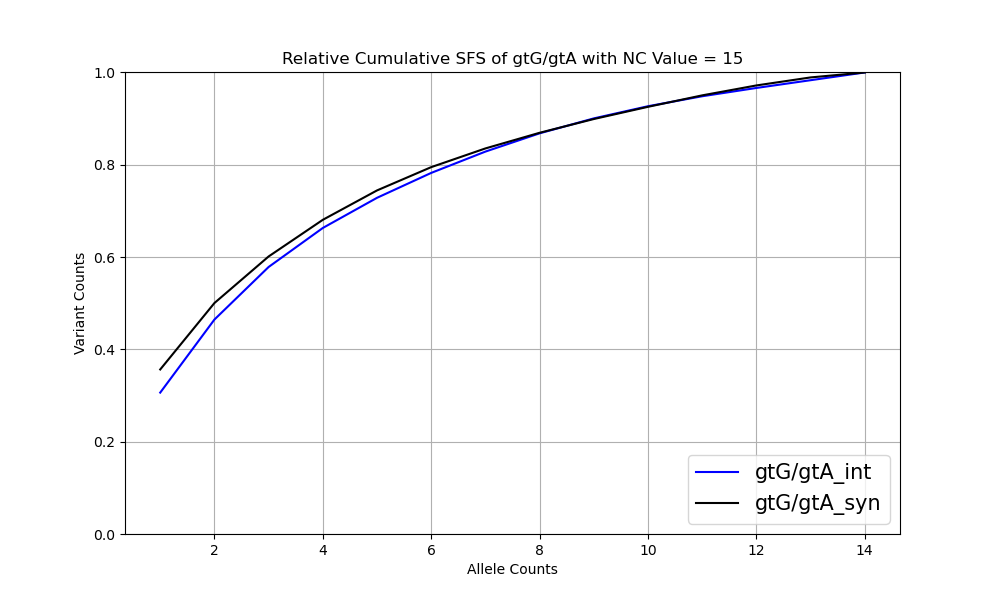 Relative Cumulative SFS of gtG/gtA with NC Value = 15
1.0
0.8
0.6
0.4
0.2
0.0
Variant Counts
gtG/gtA_int
gtG/gtA_syn
2 4 6 8 10 12 14
Allele Counts